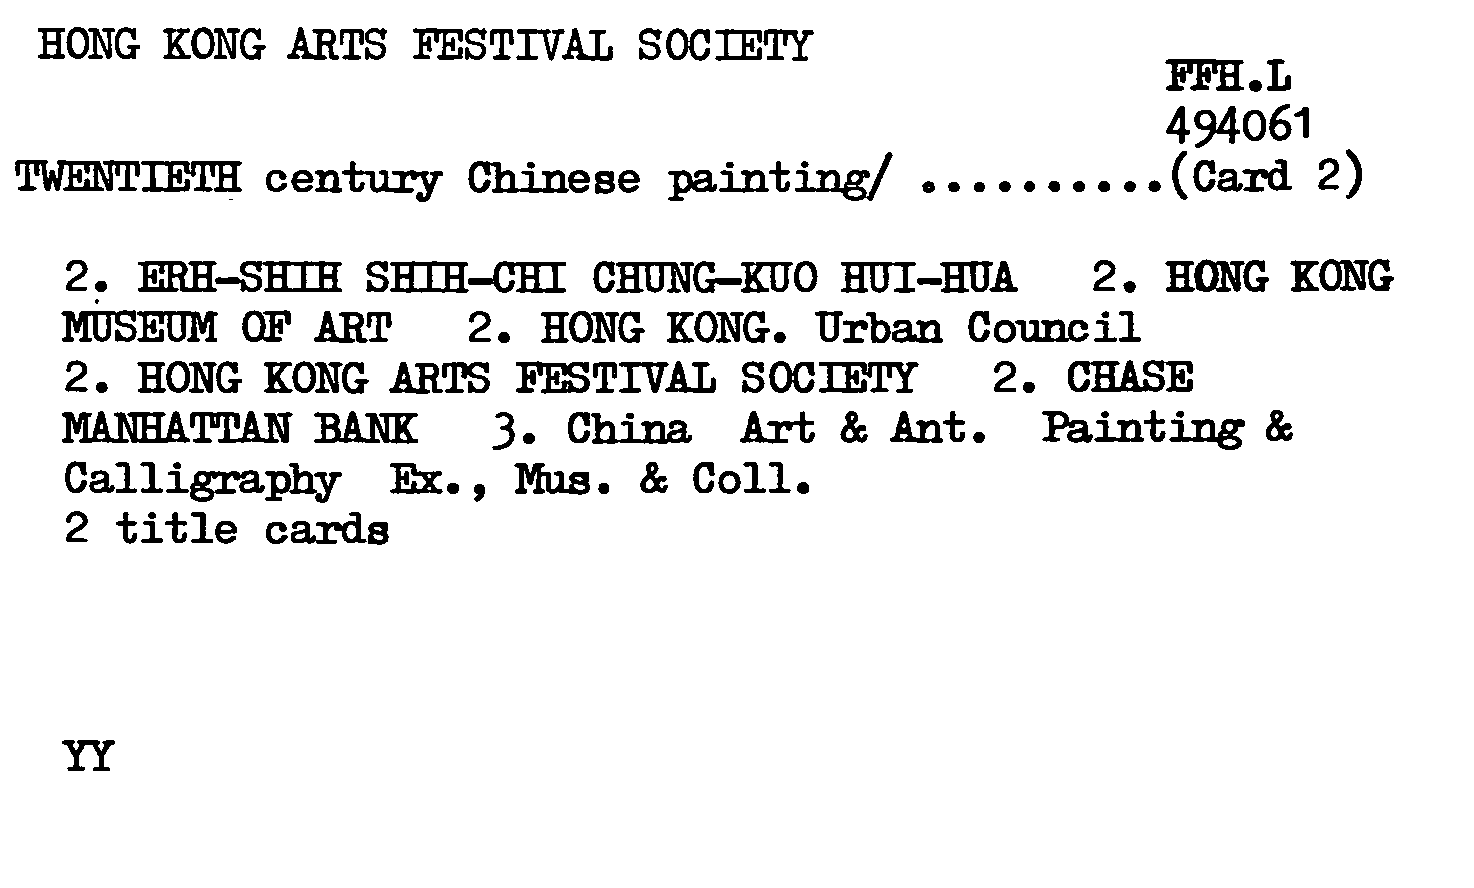 HONG KONG ARTS FESTIVAL SOCIETY
FFH.L
494061
TWENTIETH century Chinese painting/ ..........(Card 2)
2. ERH-SHIH SHIH-CHI CHUNG-KUO HUI-HUA 2. HONG KONG
MUSEUM OF ART 2. HONG KONG. Urban Council
2. HONG KONG ARTS FESTIVAL SOCIETY 2. CHASE
MANHATTAN BANK 3. China Art & Ant. Painting &
Calligraphy Ex., Mus. & Coll.
2 title cards
YY